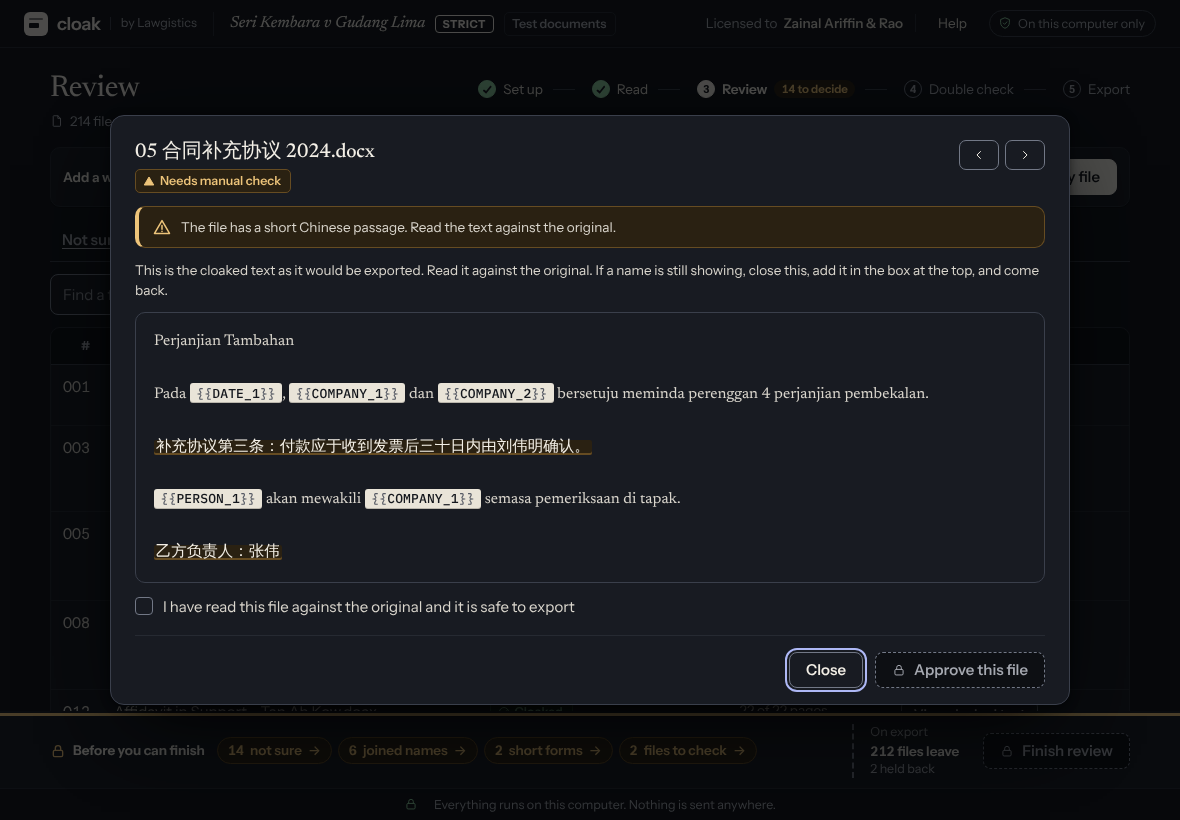 cloak by Lawgistics Seri Kembara v Gudang Lima STRICT Test documents Licensed to Zainal Ariffin & Rao Help On this computer only
Review
Set up Read 3 Review 14 to decide 4 Double check 5 Export
214 file
Add a w
y file
Not su
Find a
#
001
003
005
008
05 合同补充协议 2024.docx
Needs manual check
The file has a short Chinese passage. Read the text against the original.
This is the cloaked text as it would be exported. Read it against the original. If a name is still showing, close this, add it in the box at the top, and come
back.
Perjanjian Tambahan
Pada {{DATE_1}}, {{COMPANY_1}} dan {{COMPANY_2}} bersetuju meminda perenggan 4 perjanjian pembekalan.
补充协议第三条：付款应于收到发票后三十日内由刘伟明确认。
{{PERSON_1}} akan mewakili {{COMPANY_1}} semasa pemeriksaan di tapak.
乙方负责人：张伟
I have read this file against the original and it is safe to export
Close Approve this file
Before you can finish 14 not sure → 6 joined names → 2 short forms → 2 files to check →
On export
212 files leave
2 held back
Finish review
Everything runs on this computer. Nothing is sent anywhere.